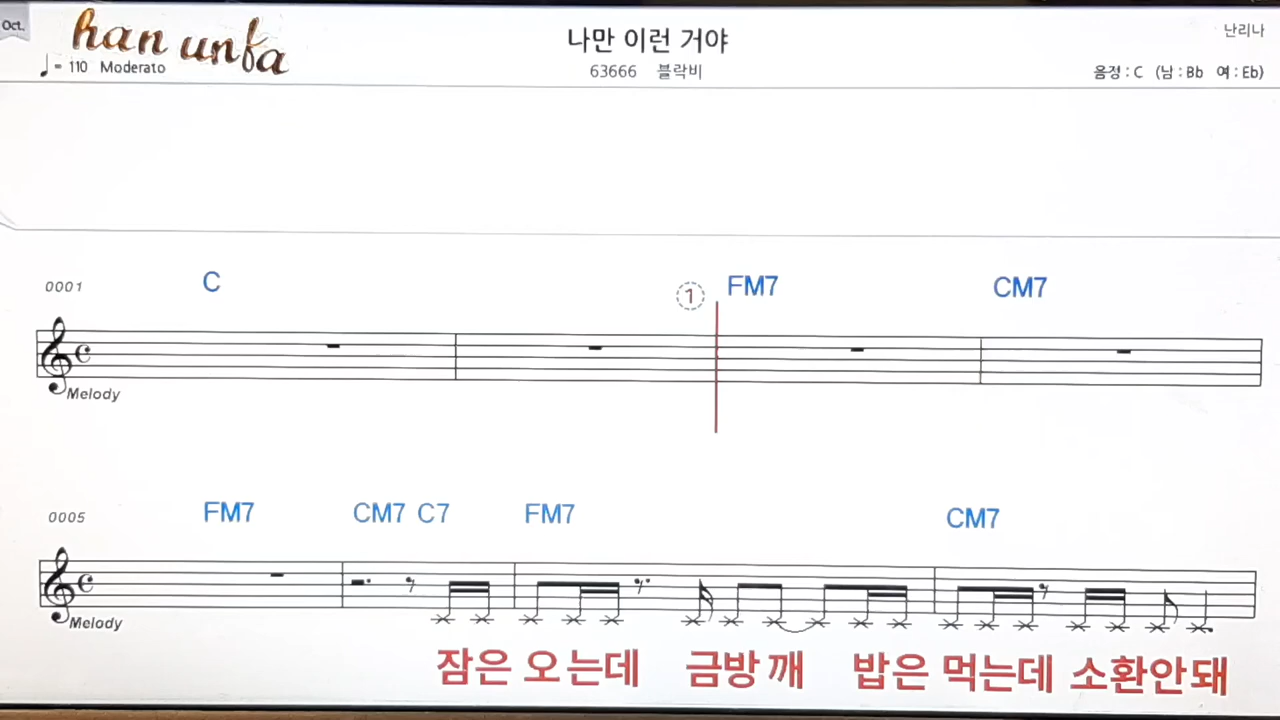 Oct.
han unfa
나만 이런 거야
난리나
♩= 110 Moderato
63666 블락비
음정 : C (남 : Bb 여 : Eb)
0001 C ① FM7 CM7
Melody
0005 FM7 CM7 C7 FM7 CM7
Melody
잠은 오는데 금방 깨 밥은 먹는데 소환안돼